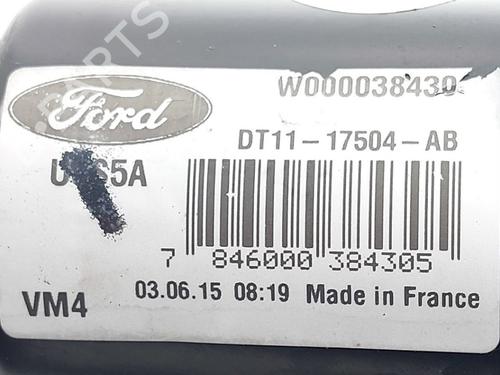 W000038439
Ford
DT11-17504-AB
7 846000 384305
VM4
03.06.15 08:19 Made in France